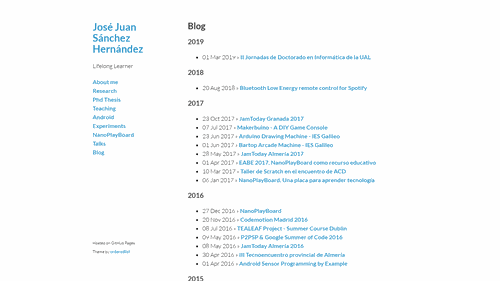 José Juan
Sánchez
Hernández
Lifelong Learner
About me
Research
Phd Thesis
Teaching
Android
Experiments
NanoPlayBoard
Talks
Blog
Hosted on GitHub Pages
Theme by orderedlist
Blog
2019
01 Mar 2019 » II Jornadas de Doctorado en Informática de la UAL
2018
20 Aug 2018 » Bluetooth Low Energy remote control for Spotify
2017
23 Oct 2017 » JamToday Granada 2017
07 Jul 2017 » Makerbuino - A DIY Game Console
23 Jun 2017 » Arduino Drawing Machine - IES Galileo
01 Jun 2017 » Bartop Arcade Machine - IES Galileo
28 May 2017 » JamToday Almería 2017
01 Apr 2017 » EABE 2017. NanoPlayBoard como recurso educativo
10 Mar 2017 » Taller de Scratch en el encuentro de ACD
06 Jan 2017 » NanoPlayBoard. Una placa para aprender tecnología
2016
27 Dec 2016 » NanoPlayBoard
28 Nov 2016 » Codemotion Madrid 2016
08 Jul 2016 » TEALEAF Project - Summer Course Dublin
09 May 2016 » P2PSP & Google Summer of Code 2016
08 May 2016 » JamToday Almería 2016
30 Apr 2016 » III Tecnoencuentro provincial de Almería
01 Apr 2016 » Android Sensor Programming by Example
2015